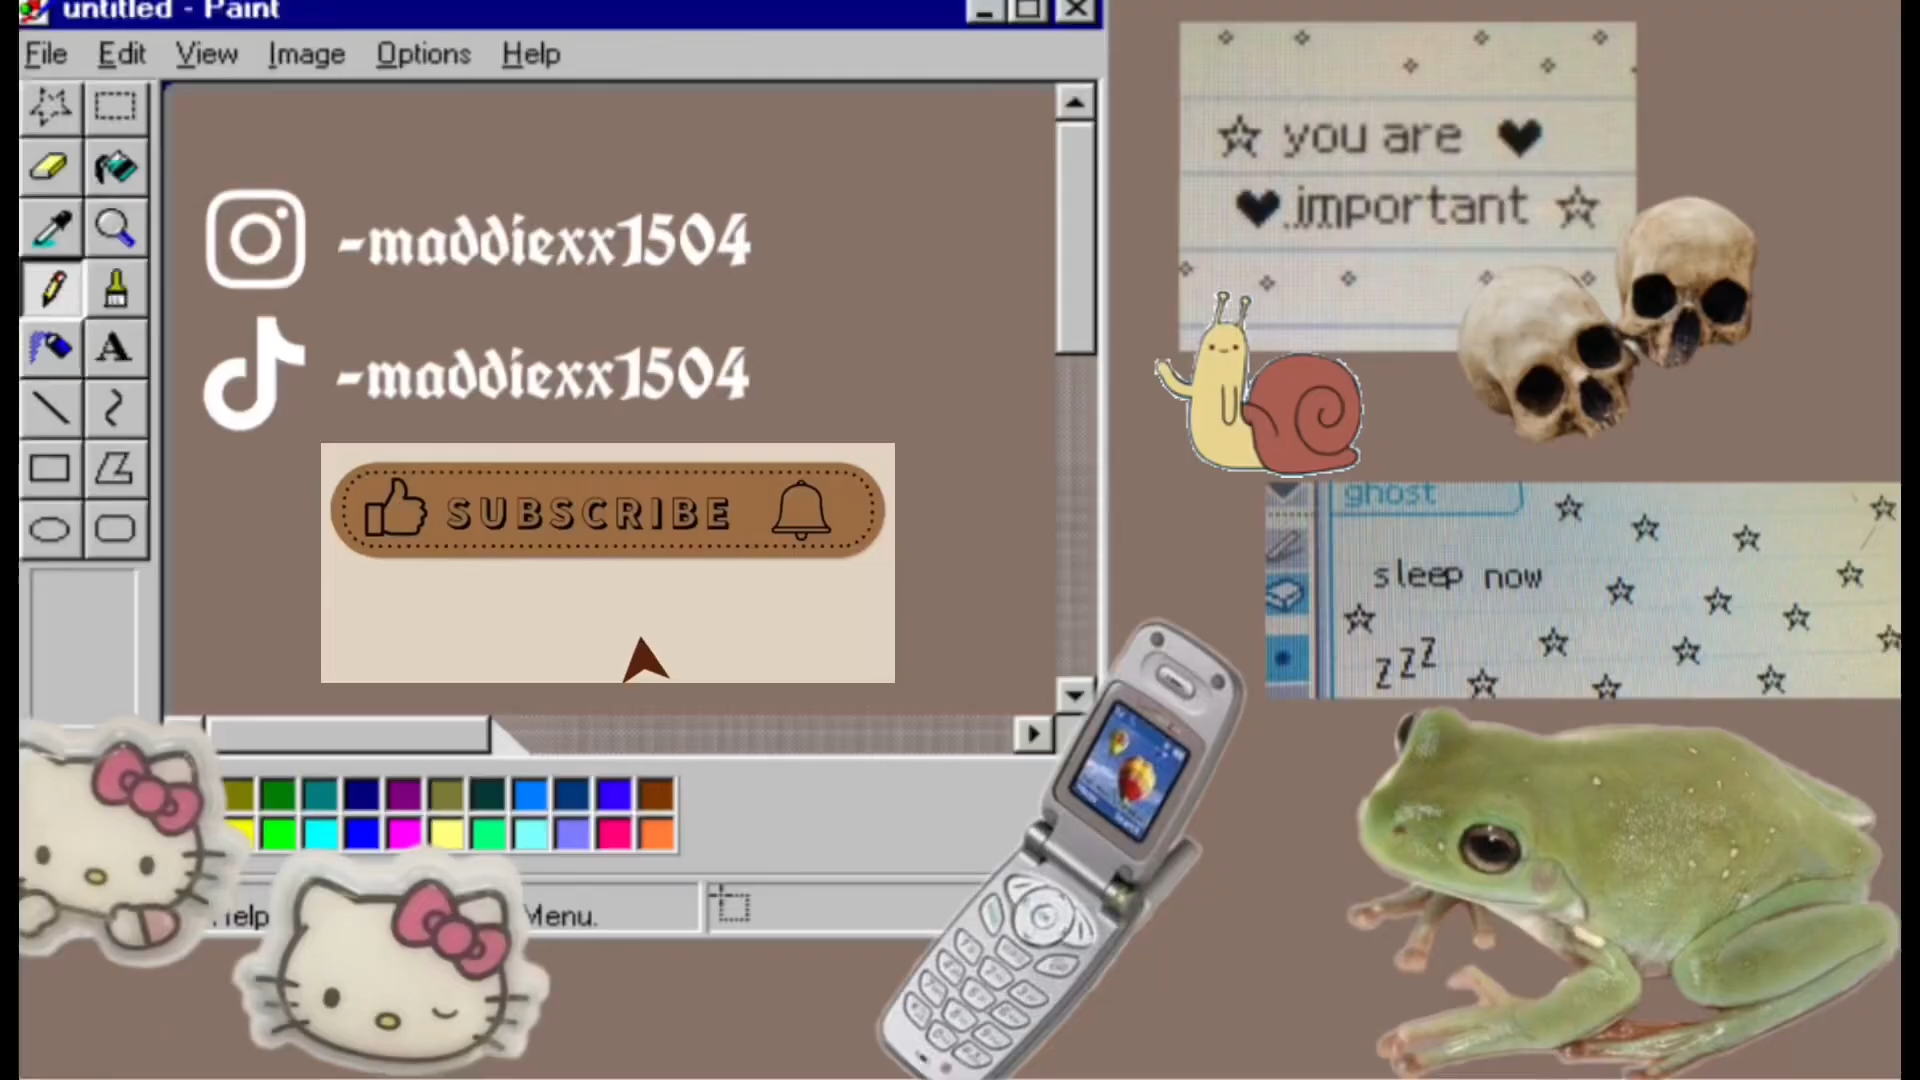 untitled - Paint
File Edit View Image Options Help
-maddiexx1504
-maddiexx1504
SUBSCRIBE
Menu.
you are
important
ghost
sleep now
zzz